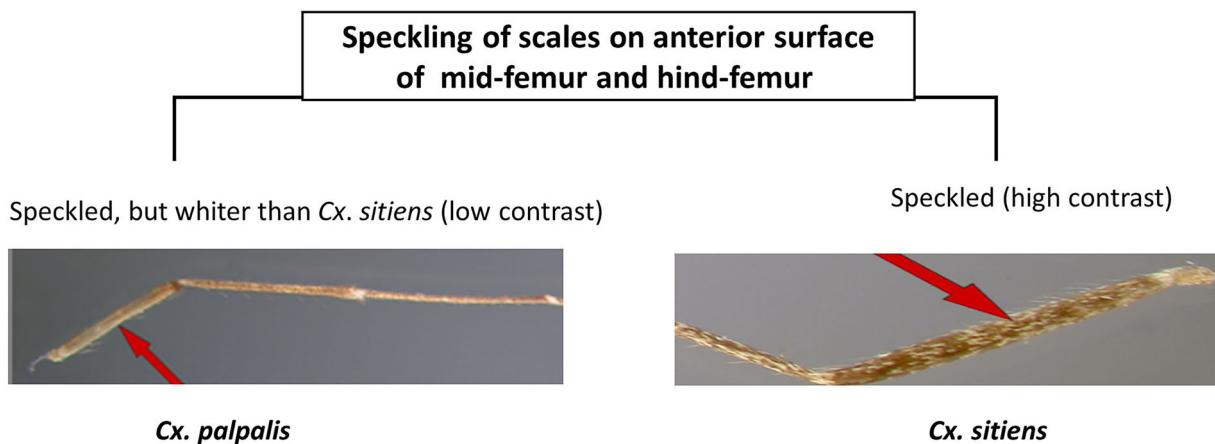 Speckling of scales on anterior surface
of mid-femur and hind-femur
Speckled, but whiter than Cx. sitiens (low contrast)
Speckled (high contrast)
Cx. palpalis
Cx. sitiens